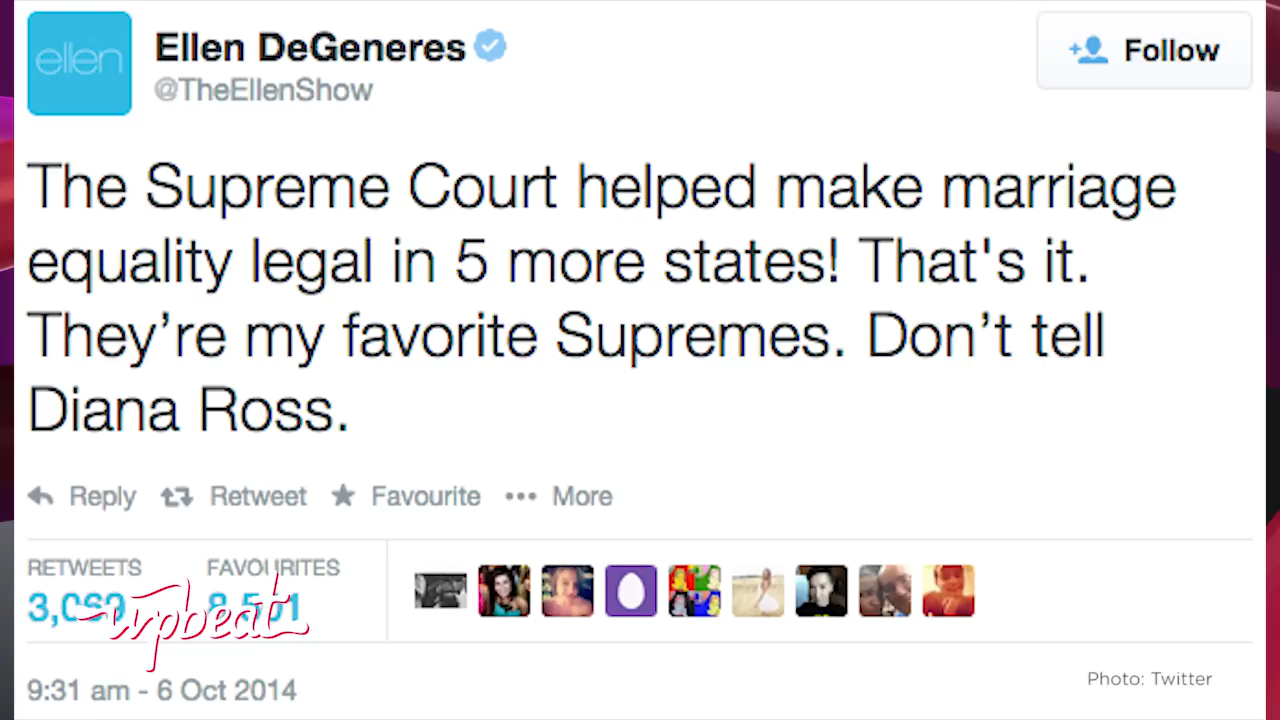 ellen
Ellen DeGeneres
@TheEllenShow
Follow
The Supreme Court helped make marriage
equality legal in 5 more states! That's it.
They’re my favorite Supremes. Don’t tell
Diana Ross.
Reply Retweet Favourite More
RETWEETS FAVOURITES
upbeat
9:31 am - 6 Oct 2014
Photo: Twitter